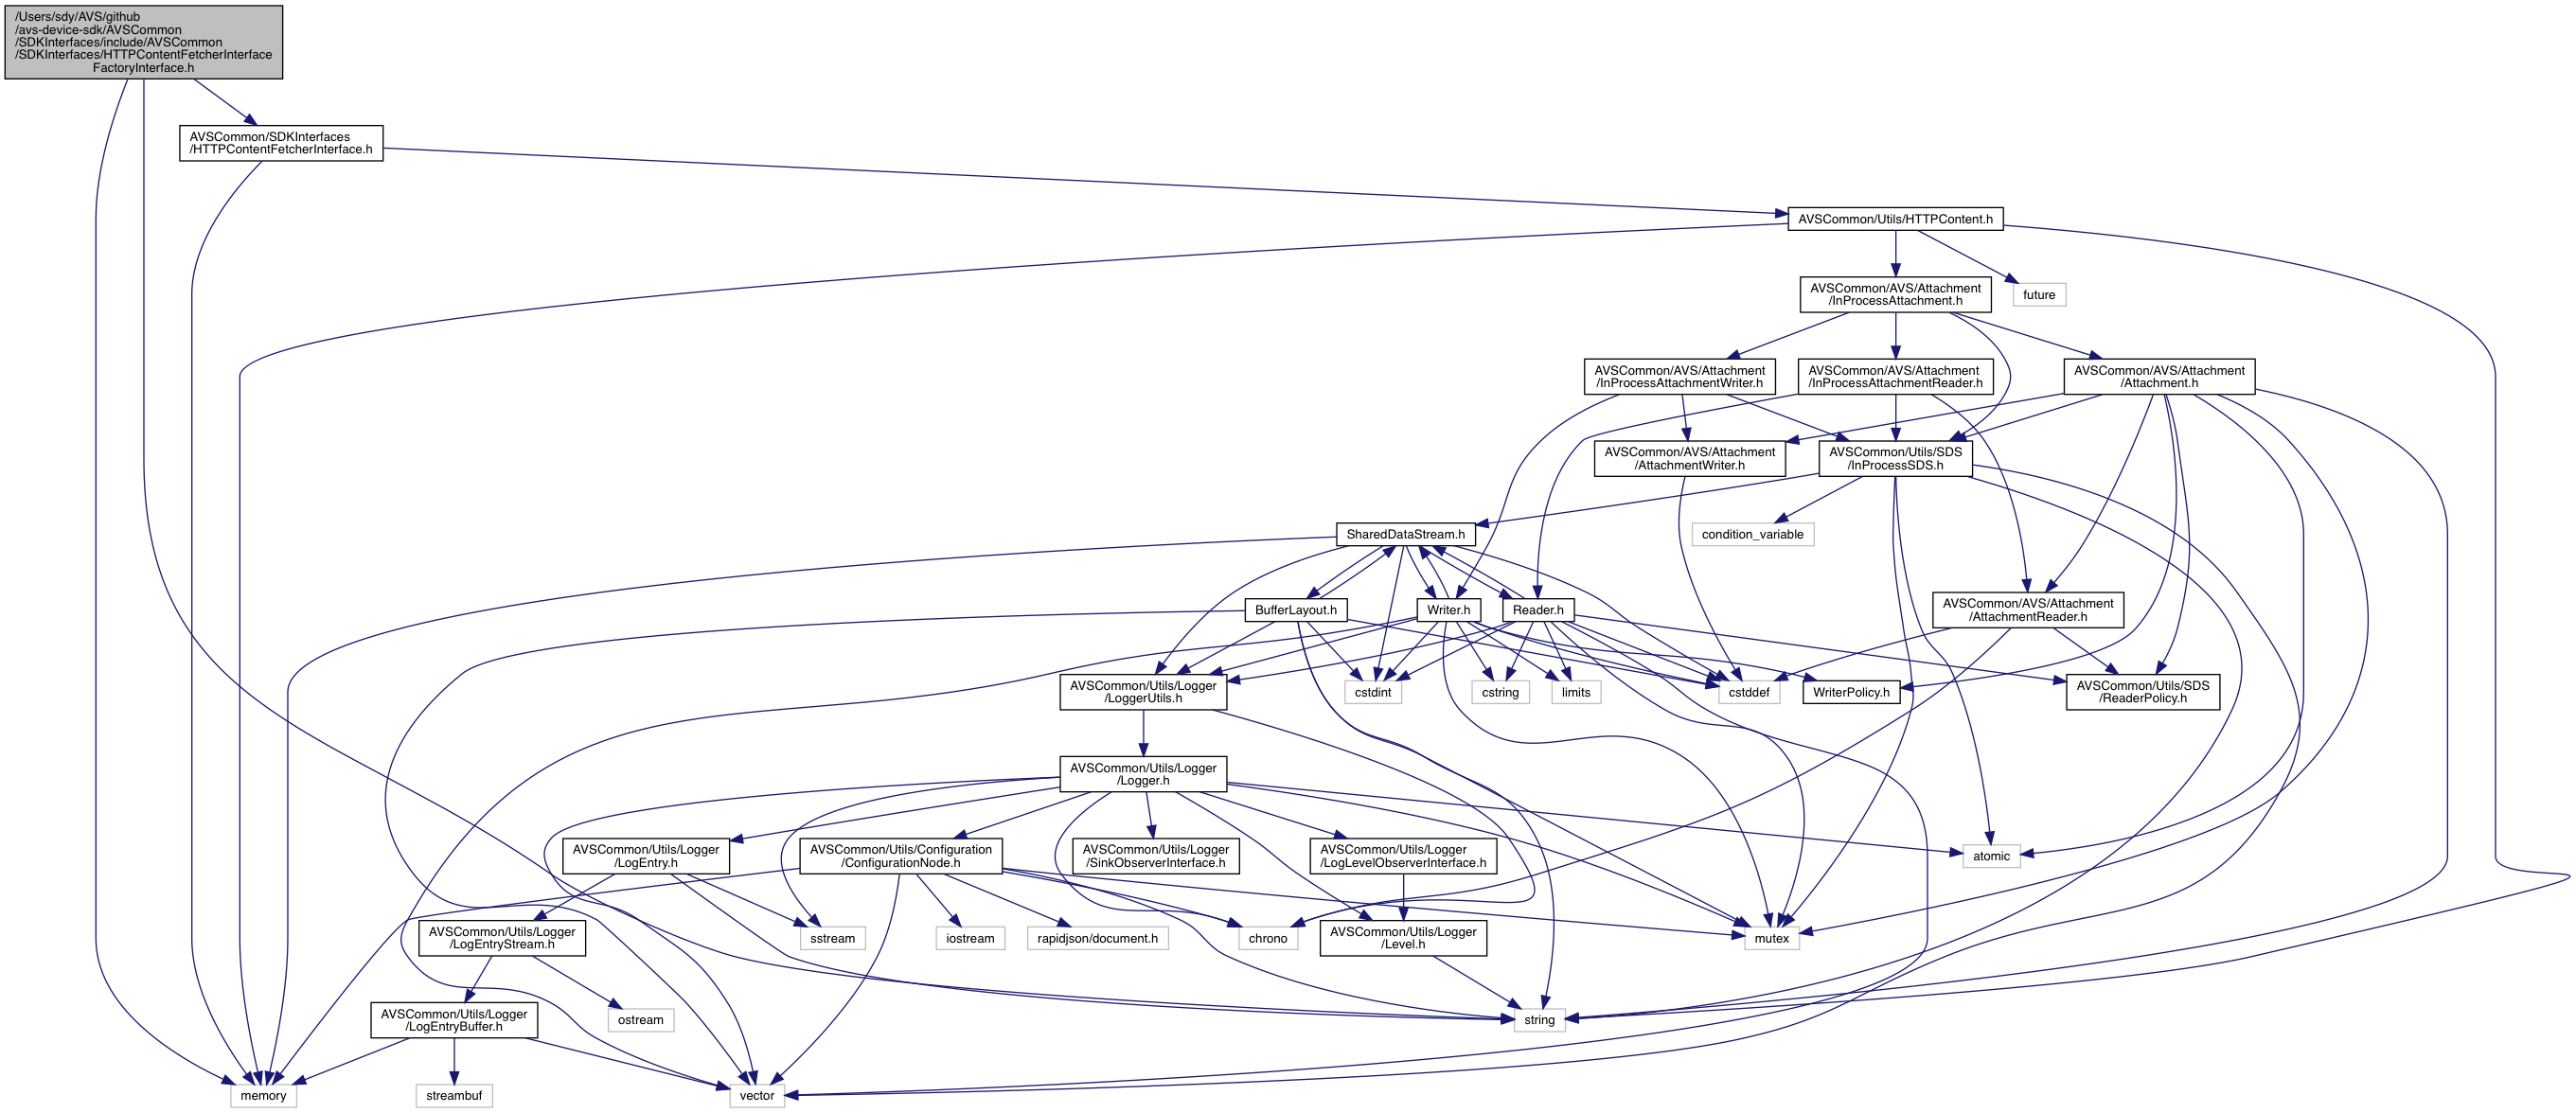 /Users/sdy/AVS/github
/avs-device-sdk/AVSCommon
/SDKInterfaces/include/AVSCommon
/SDKInterfaces/HTTPContentFetcherInterface
FactoryInterface.h
AVSCommon/SDKInterfaces
/HTTPContentFetcherInterface.h
AVSCommon/Utils/HTTPContent.h
AVSCommon/AVS/Attachment
/InProcessAttachment.h
future
AVSCommon/AVS/Attachment
/InProcessAttachmentWriter.h
AVSCommon/AVS/Attachment
/InProcessAttachmentReader.h
AVSCommon/AVS/Attachment
/Attachment.h
AVSCommon/AVS/Attachment
/AttachmentWriter.h
AVSCommon/Utils/SDS
/InProcessSDS.h
SharedDataStream.h
condition_variable
BufferLayout.h
Writer.h
Reader.h
AVSCommon/AVS/Attachment
/AttachmentReader.h
AVSCommon/Utils/Logger
/LoggerUtils.h
cstdint
cstring
limits
cstddef
WriterPolicy.h
AVSCommon/Utils/SDS
/ReaderPolicy.h
AVSCommon/Utils/Logger
/Logger.h
AVSCommon/Utils/Logger
/LogEntry.h
AVSCommon/Utils/Configuration
/ConfigurationNode.h
AVSCommon/Utils/Logger
/SinkObserverInterface.h
AVSCommon/Utils/Logger
/LogLevelObserverInterface.h
atomic
AVSCommon/Utils/Logger
/LogEntryStream.h
sstream
iostream
rapidjson/document.h
chrono
AVSCommon/Utils/Logger
/Level.h
mutex
AVSCommon/Utils/Logger
/LogEntryBuffer.h
ostream
string
memory
streambuf
vector